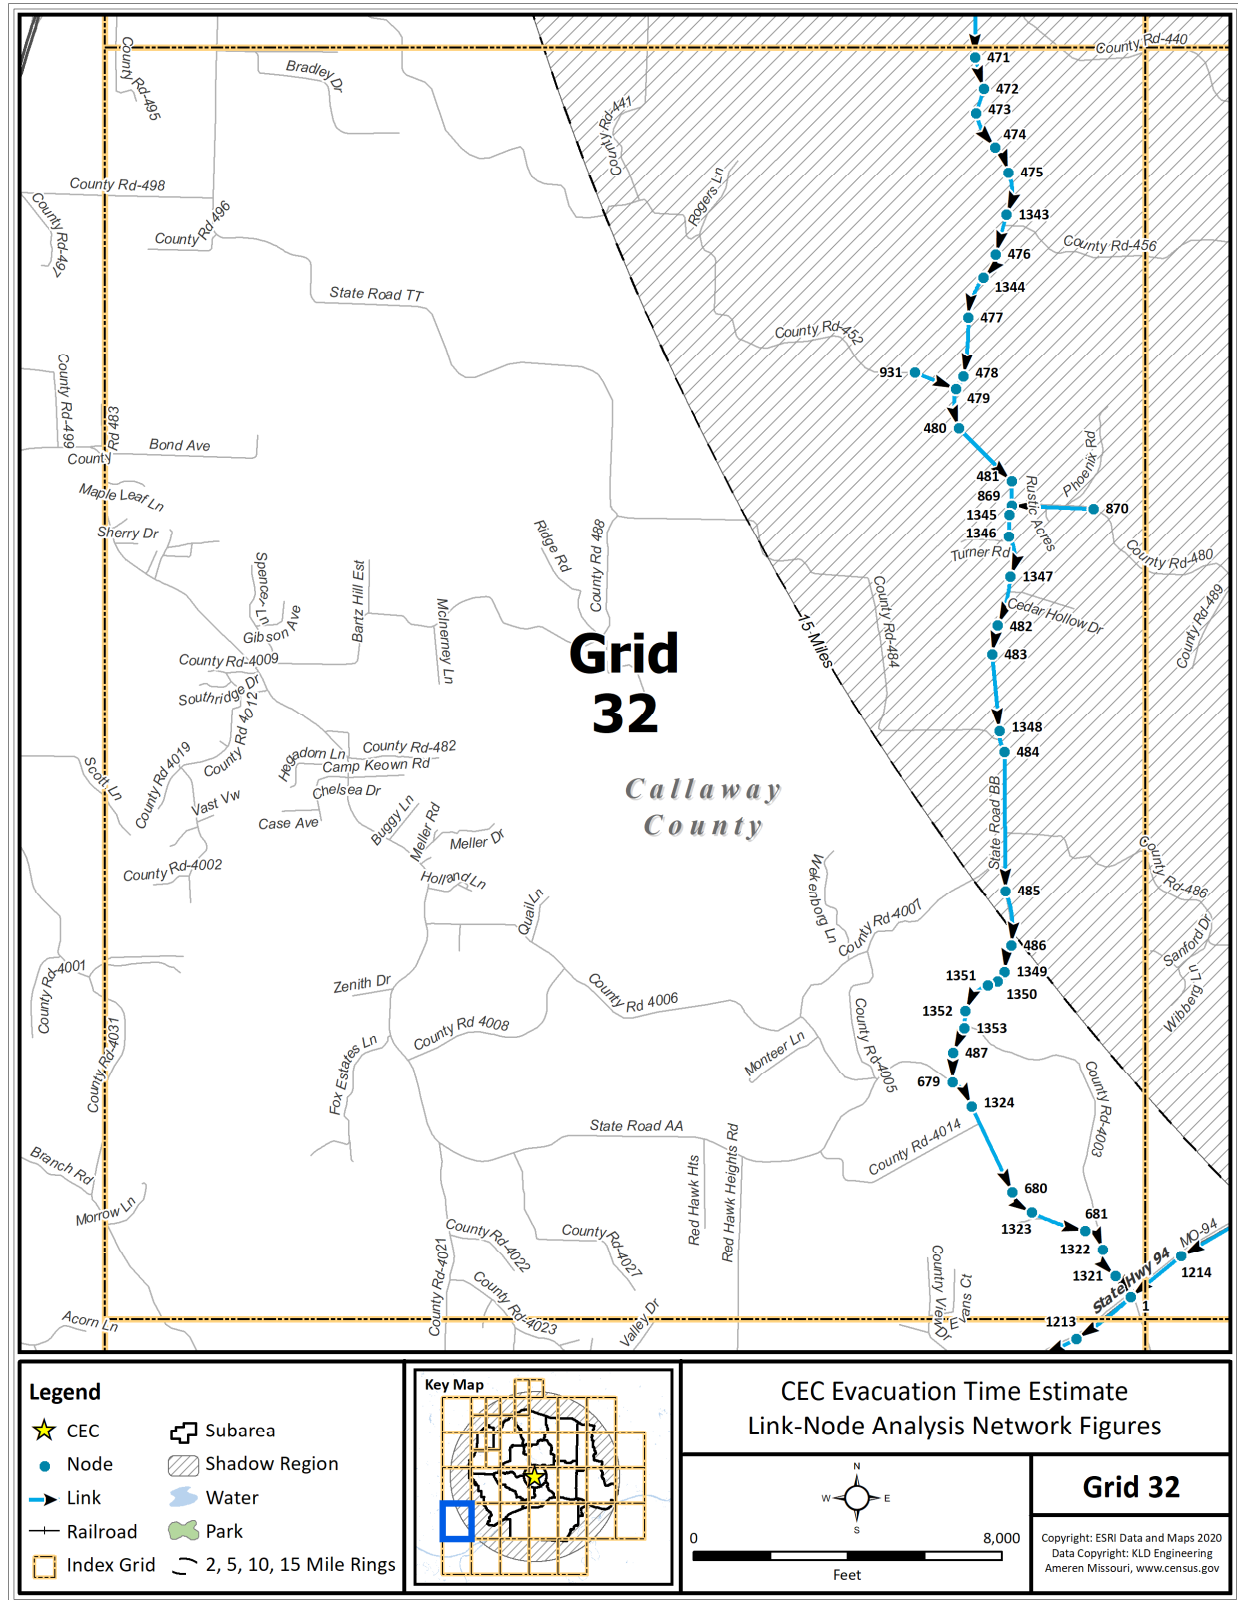 County Rd-440
471
472
473
474
475
1343
476
1344
477
478
479
931
480
481
869
1345
1346
870
1347
482
483
1348
484
485
486
1349
1350
1351
1352
1353
487
679
1324
680
1323
681
1322
1321
1214
1
1213
County Rd-495
Bradley Dr
County Rd-441
Rogers Ln
County Rd-498
County Rd-497
County Rd 496
County Rd-456
State Road TT
County Rd-452
County Rd-499
County Rd 483
Bond Ave
Maple Leaf Ln
Sherry Dr
Phoenix Rd
Rustic Acres
Turner Rd
County Rd-480
County Rd-489
Cedar Hollow Dr
Ridge Rd
County Rd 488
Spencer Ln
Gibson Ave
Bartz Hill Est
McInerney Ln
County Rd-4009
Southridge Dr
County Rd 4012
County Rd-484
15 Miles
Grid
32
Callaway
County
Hegadorn Ln
County Rd-482
Camp Keown Rd
Chelsea Dr
Case Ave
Buggy Ln
Meller Rd
Meller Dr
Holland Ln
Scott Ln
County Rd 4019
Vast Vw
County Rd-4002
State Road BB
County Rd-486
Wekenborg Ln
County Rd-4007
Quail Ln
Sanford Dr
Wibberg Ln
County Rd-4001
Zenith Dr
County Rd 4006
County Rd 4008
Monteer Ln
County Rd-4005
County Rd-4031
Fox Estates Ln
County Rd-4003
State Road AA
County Rd-4014
Red Hawk Hts
Red Hawk Heights Rd
Branch Rd
Morrow Ln
County Rd-4021
County Rd-4022
County Rd-4027
County Rd-4023
Valley Dr
Acorn Ln
Country View Dr
Evans Ct
State Hwy 94
MO-94
Legend
CEC
Node
Link
Railroad
Index Grid
Subarea
Shadow Region
Water
Park
2, 5, 10, 15 Mile Rings
Key Map
CEC Evacuation Time Estimate
Link-Node Analysis Network Figures
N
W
E
S
0
8,000
Feet
Grid 32
Copyright: ESRI Data and Maps 2020
Data Copyright: KLD Engineering
Ameren Missouri, www.census.gov